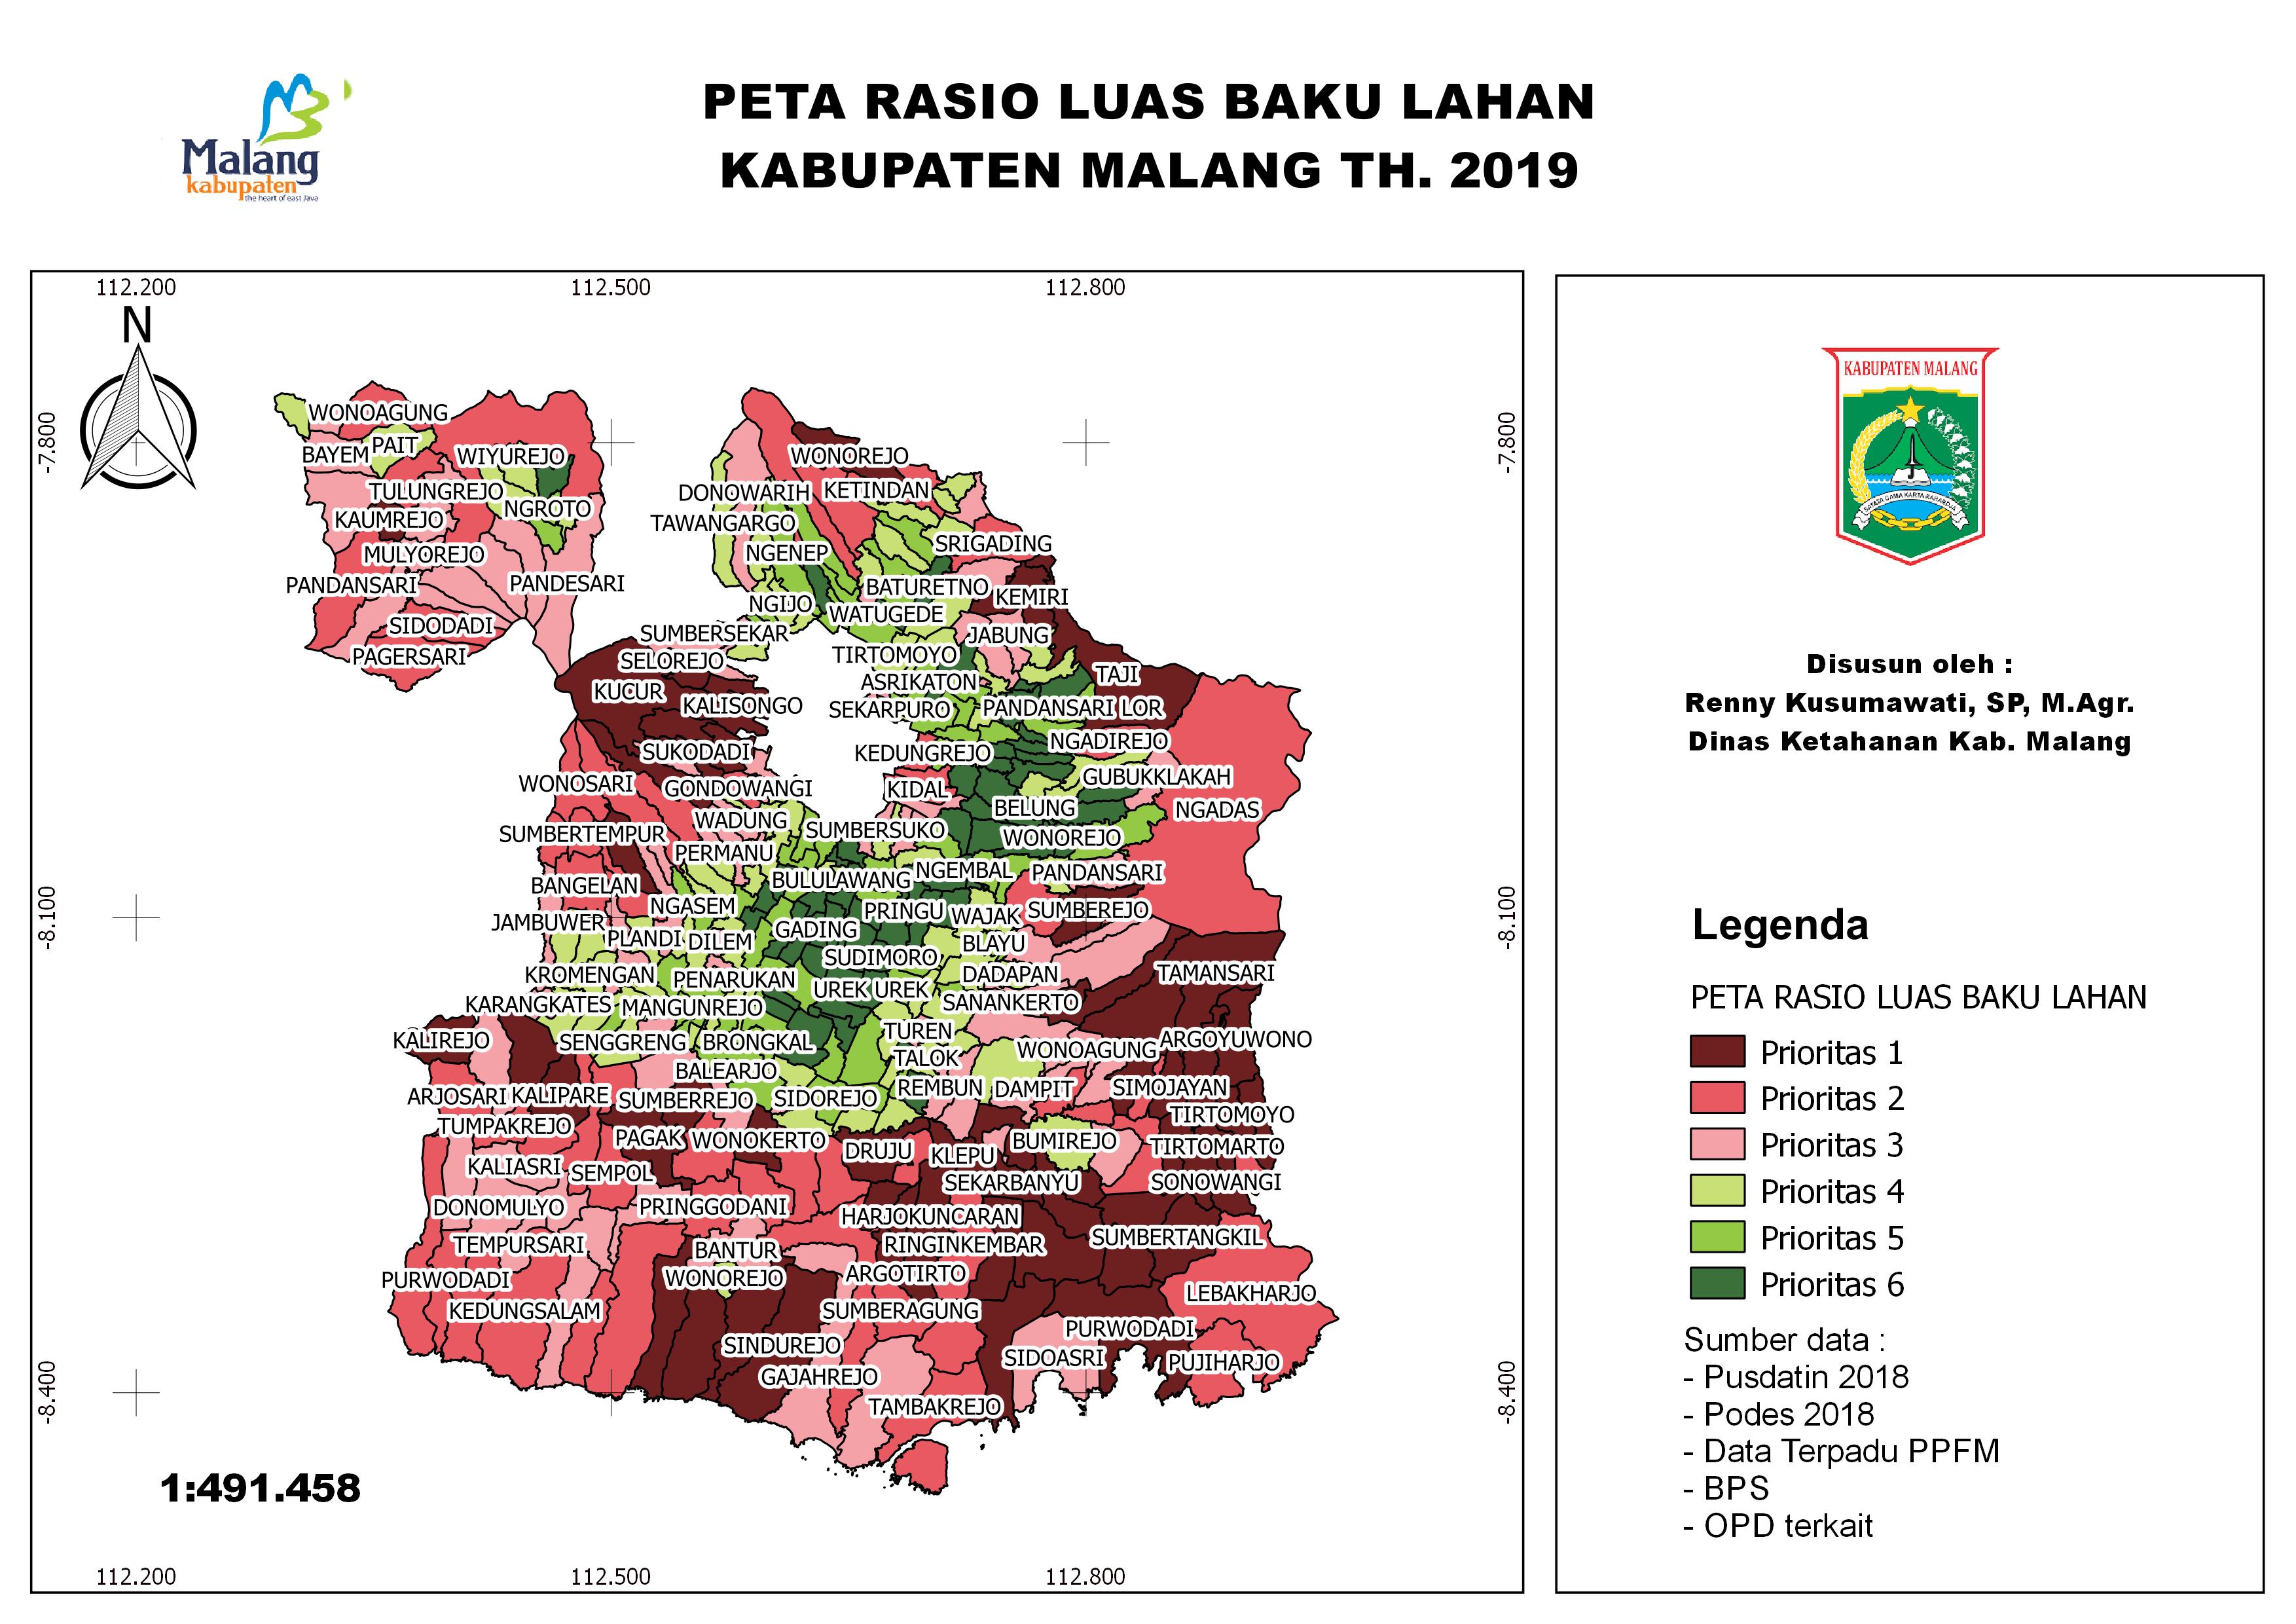 PETA RASIO LUAS BAKU LAHAN
KABUPATEN MALANG TH. 2019
Malang
kabupaten
the heart of east Java
112.200 112.500 112.800
N
-7.800 -7.800
-8.100 -8.100
-8.400 -8.400
WONOAGUNG
PAIT
BAYEM WIYUREJO WONOREJO
TULUNGREJO DONOWARIH KETINDAN
NGROTO
KAUMREJO TAWANGARGO
MULYOREJO NGENEP SRIGADING
PANDANSARI PANDESARI BATURETNO KEMIRI
NGIJO WATUGEDE
SIDODADI SUMBERSEKAR JABUNG
PAGERSARI SELOREJO TIRTOMOYO
TAJI
KUCUR ASRIKATON
KALISONGO SEKARPURO PANDANSARI LOR
SUKODADI KEDUNGREJO NGADIREJO
WONOSARI GONDOWANGI KIDAL GUBUKKLAKAH
BELUNG NGADAS
WADUNG SUMBERSUKO
SUMBERTEMPUR WONOREJO
PERMANU
BANGELAN BULULAWANG NGEMBAL PANDANSARI
NGASEM PRINGU WAJAK SUMBEREJO
JAMBUWER PLANDI DILEM GADING BLAYU
SUDIMORO
KROMENGAN PENARUKAN DADAPAN TAMANSARI
UREK UREK
KARANGKATES MANGUNREJO SANANKERTO
KALIREJO SENGGRENG BRONGKAL TUREN ARGOYUWONO
TALOK WONOAGUNG
BALEARJO
ARJOSARI KALIPARE SUMBERREJO SIDOREJO REMBUN DAMPIT SIMOJAYAN
TUMPAKREJO TIRTOMOYO
PAGAK WONOKERTO DRUJU KLEPU BUMIREJO TIRTOMARTO
KALIASRI SEMPOL SEKARBANYU SONOWANGI
DONOMULYO PRINGGODANI HARJOKUNCARAN
TEMPURSARI BANTUR RINGINKEMBAR SUMBERTANGKIL
PURWODADI WONOREJO ARGOTIRTO
KEDUNGSALAM SUMBERAGUNG LEBAKHARJO
SINDUREJO PURWODADI
SIDOASRI PUJIHARJO
GAJAHREJO
TAMBAKREJO
1:491.458
112.200 112.500 112.800
KABUPATEN MALANG
SATATA GAMA KARTA RAHARDJA
Disusun oleh :
Renny Kusumawati, SP, M.Agr.
Dinas Ketahanan Kab. Malang
Legenda
PETA RASIO LUAS BAKU LAHAN
Prioritas 1
Prioritas 2
Prioritas 3
Prioritas 4
Prioritas 5
Prioritas 6
Sumber data :
- Pusdatin 2018
- Podes 2018
- Data Terpadu PPFM
- BPS
- OPD terkait